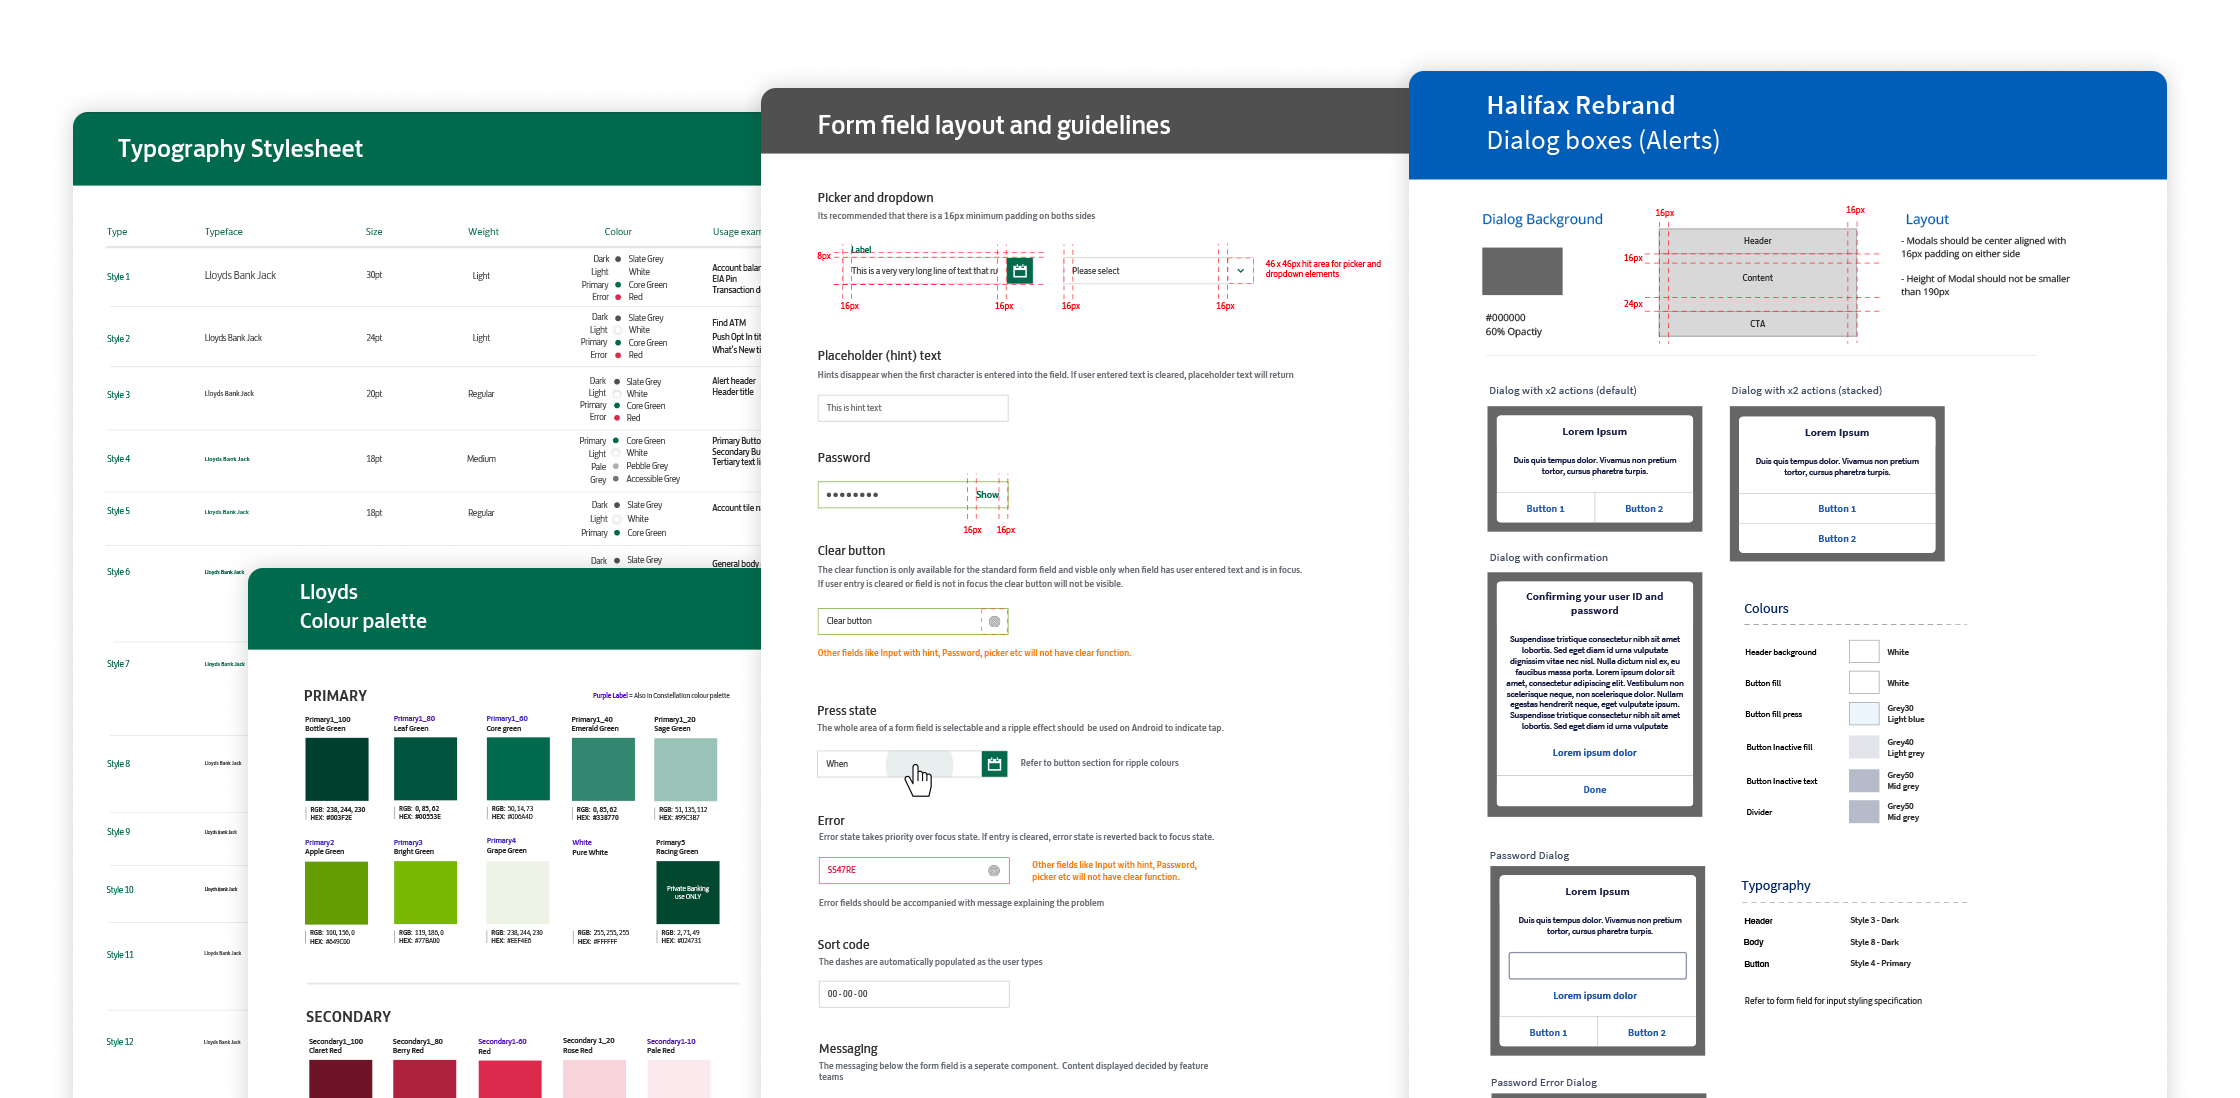 Typography Stylesheet
Type Typeface Size Weight Colour Usage exam
Style 1 Lloyds Bank Jack 30pt Light
Dark Slate Grey
Light White
Primary Core Green
Error Red
Account balan
EIA Pin
Transaction d
Style 2 Lloyds Bank Jack 24pt Light
Dark Slate Grey
Light White
Primary Core Green
Error Red
Find ATM
Push Opt In tit
What's New ti
Style 3 Lloyds Bank Jack 20pt Regular
Dark Slate Grey
Light White
Primary Core Green
Error Red
Alert header
Header title
Style 4 Lloyds Bank Jack 18pt Medium
Primary Core Green
Light White
Pale Pebble Grey
Grey Accessible Grey
Primary Butto
Secondary Bu
Tertiary text li
Style 5 Lloyds Bank Jack 18pt Regular
Dark Slate Grey
Light White
Primary Core Green
Account tile n
Style 6 Lloyds Bank Jack
Dark Slate Grey
General body
Style 7 Lloyds Bank Jack
Style 8 Lloyds Bank Jack
Style 9 Lloyds Bank Jack
Style 10 Lloyds Bank Jack
Style 11 Lloyds Bank Jack
Style 12 Lloyds Bank Jack
Lloyds
Colour palette
PRIMARY
Purple Label = Also in Constellation colour palette
Primary1_100
Bottle Green
RGB: 238, 244, 230
HEX: #003F2E
Primary1_80
Leaf Green
RGB: 0, 85, 62
HEX: #00553E
Primary1_60
Core green
RGB: 50, 14, 73
HEX: #006A4D
Primary1_40
Emerald Green
RGB: 0, 85, 62
HEX: #338770
Primary1_20
Sage Green
RGB: 51, 135, 112
HEX: #99C3B7
Primary2
Apple Green
RGB: 100, 156, 0
HEX: #649C00
Primary3
Bright Green
RGB: 119, 186, 0
HEX: #77BA00
Primary4
Grape Green
RGB: 238, 244, 230
HEX: #EEF4E6
White
Pure White
RGB: 255, 255, 255
HEX: #FFFFFF
Primary5
Racing Green
Private Banking
use ONLY
RGB: 2, 71, 49
HEX: #024731
SECONDARY
Secondary1_100
Claret Red
Secondary1_80
Berry Red
Secondary1-60
Red
Secondary 1_20
Rose Red
Secondary1-10
Pale Red
Form field layout and guidelines
Picker and dropdown
Its recommended that there is a 16px minimum padding on boths sides
Label
8px
This is a very very long line of text that ru
Please select
46 x 46px hit area for picker and
dropdown elements
16px 16px 16px 16px
Placeholder (hint) text
Hints disappear when the first character is entered into the field. If user entered text is cleared, placeholder text will return
This is hint text
Password
Show
16px 16px
Clear button
The clear function is only available for the standard form field and visble only when field has user entered text and is in focus.
If user entry is cleared or field is not in focus the clear button will not be visible.
Clear button
Other fields like Input with hint, Password, picker etc will not have clear function.
Press state
The whole area of a form field is selectable and a ripple effect should be used on Android to indicate tap.
When
Refer to button section for ripple colours
Error
Error state takes priority over focus state. If entry is cleared, error state is reverted back to focus state.
SS47RE
Other fields like Input with hint, Password,
picker etc will not have clear function.
Error fields should be accompanied with message explaining the problem
Sort code
The dashes are automatically populated as the user types
00 - 00 - 00
Messaging
The messaging below the form field is a seperate component. Content displayed decided by feature
teams
Halifax Rebrand
Dialog boxes (Alerts)
Dialog Background
#000000
60% Opactiy
16px 16px
Header
16px
Content
24px
CTA
Layout
- Modals should be center aligned with
16px padding on either side
- Height of Modal should not be smaller
than 190px
Dialog with x2 actions (default)
Lorem Ipsum
Duis quis tempus dolor. Vivamus non pretium
tortor, cursus pharetra turpis.
Button 1 Button 2
Dialog with x2 actions (stacked)
Lorem Ipsum
Duis quis tempus dolor. Vivamus non pretium
tortor, cursus pharetra turpis.
Button 1
Button 2
Dialog with confirmation
Confirming your user ID and
password
Suspendisse tristique consectetur nibh sit amet
lobortis. Sed eget diam id urna vulputate
dignissim vitae nec nisl. Nulla dictum nisl ex, eu
faucibus massa porta. Lorem ipsum dolor sit
amet, consectetur adipiscing elit. Vestibulum non
scelerisque neque, non scelerisque dolor. Nullam
egestas hendrerit neque, eget vulputate ipsum.
Suspendisse tristique consectetur nibh sit amet
lobortis. Sed eget diam id urna vulputate
Lorem ipsum dolor
Done
Colours
Header background White
Button fill White
Button fill press Grey30
Light blue
Button Inactive fill Grey40
Light grey
Button Inactive text Grey50
Mid grey
Divider Grey50
Mid grey
Password Dialog
Lorem Ipsum
Duis quis tempus dolor. Vivamus non pretium
tortor, cursus pharetra turpis.
Lorem ipsum dolor
Button 1 Button 2
Typography
Header Style 3 - Dark
Body Style 8 - Dark
Button Style 4 - Primary
Refer to form field for input styling specification
Password Error Dialog